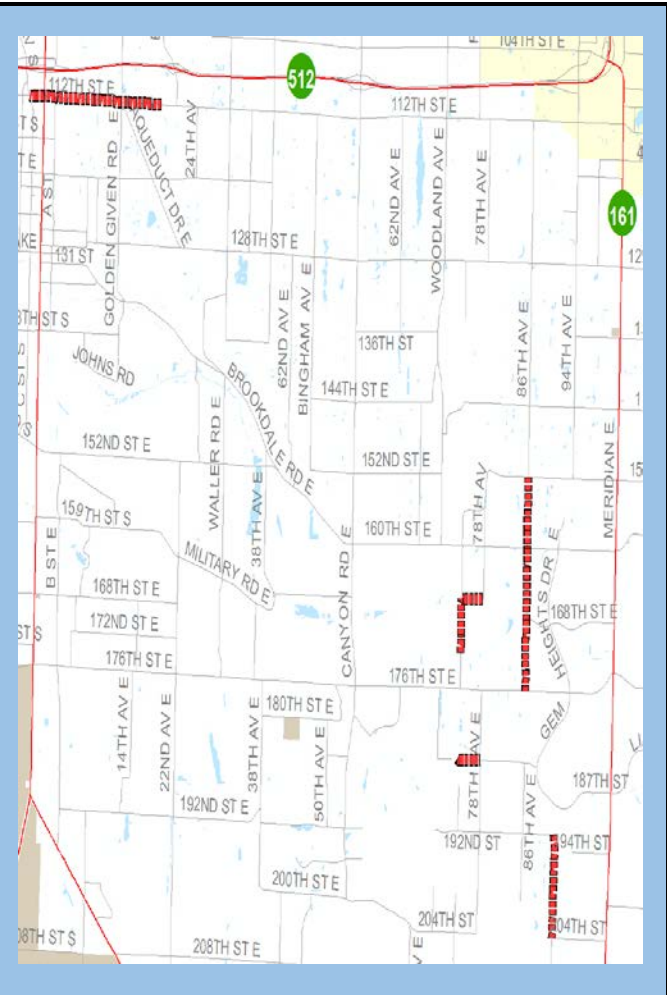 104TH ST E
512
112TH ST E
112TH ST E
24TH AV
AQUEDUCT DR E
GOLDEN GIVEN RD E
A ST
62ND AV E
WOODLAND AV E
78TH AV E
161
128TH ST E
131 ST
62ND AV E
BINGHAM AV E
136TH ST
86TH AV E
94TH AV E
JOHNS RD
BROOKDALE RD E
144TH ST E
152ND ST E
WALLER RD E
38TH AV E
152ND ST E
78TH AV
MERIDIAN E
159TH ST S
160TH ST E
B ST E
MILITARY RD E
CANYON RD E
168TH ST E
172ND ST E
176TH ST E
HEIGHTS DR E
168TH ST E
176TH ST E
GEM
14TH AV E
22ND AV E
38TH AV E
180TH ST E
50TH AV E
78TH AV E
86TH AV E
187TH ST
192ND ST E
192ND ST
94TH ST
200TH ST E
204TH ST
04TH ST
08TH ST S
208TH ST E